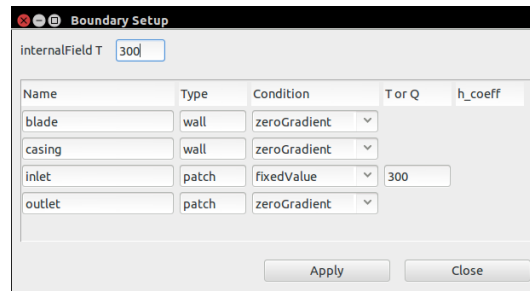 Boundary Setup
internalField T 300
Name Type Condition T or Q h_coeff
blade wall zeroGradient
casing wall zeroGradient
inlet patch fixedValue 300
outlet patch zeroGradient
Apply Close